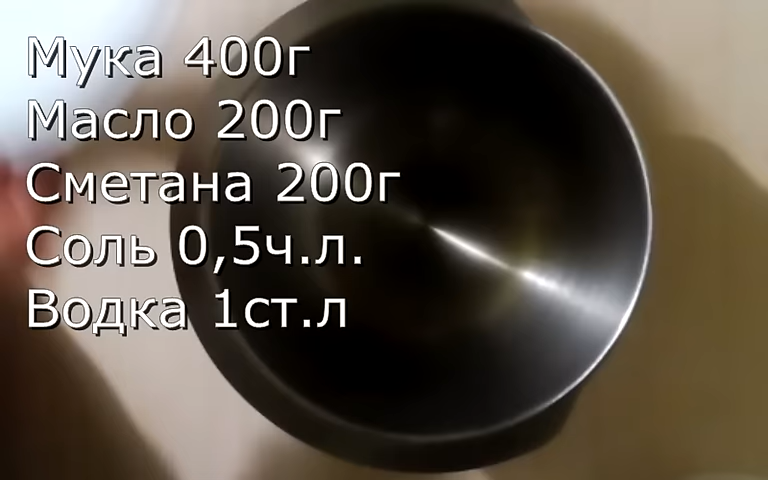 Мука 400г
Масло 200г
Сметана 200г
Соль 0,5ч.л.
Водка 1ст.л